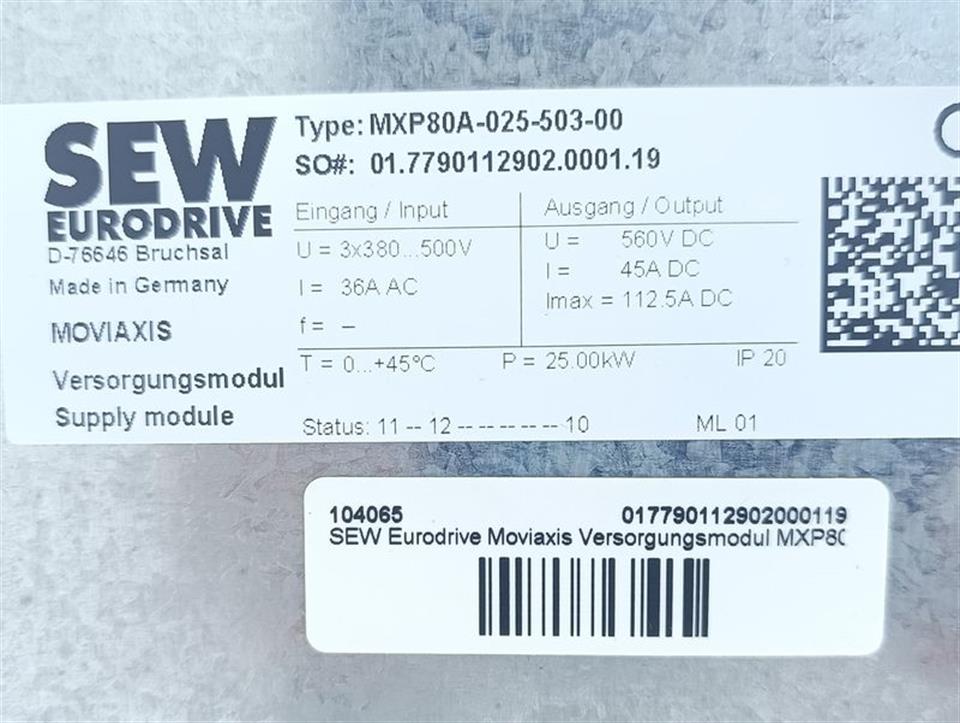 SEW
EURODRIVE
D-76646 Bruchsal
Made in Germany
MOVIAXIS
Versorgungsmodul
Supply module
Type: MXP80A-025-503-00
SO#: 01.7790112902.0001.19
Eingang / Input
U = 3x380...500V
I = 36A AC
f = –
Ausgang / Output
U = 560V DC
I = 45A DC
Imax = 112.5A DC
T = 0...+45°C P = 25.00kW IP 20
Status: 11 -- 12 -- -- -- -- -- 10 ML 01
104065 017790112902000119
SEW Eurodrive Moviaxis Versorgungsmodul MXP80